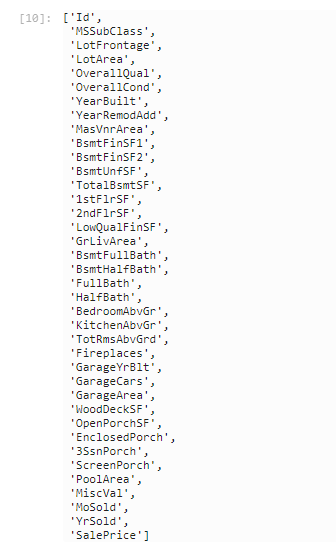 [10]: ['Id',
'MSSubClass',
'LotFrontage',
'LotArea',
'OverallQual',
'OverallCond',
'YearBuilt',
'YearRemodAdd',
'MasVnrArea',
'BsmtFinSF1',
'BsmtFinSF2',
'BsmtUnfSF',
'TotalBsmtSF',
'1stFlrSF',
'2ndFlrSF',
'LowQualFinSF',
'GrLivArea',
'BsmtFullBath',
'BsmtHalfBath',
'FullBath',
'HalfBath',
'BedroomAbvGr',
'KitchenAbvGr',
'TotRmsAbvGrd',
'Fireplaces',
'GarageYrBlt',
'GarageCars',
'GarageArea',
'WoodDeckSF',
'OpenPorchSF',
'EnclosedPorch',
'3SsnPorch',
'ScreenPorch',
'PoolArea',
'MiscVal',
'MoSold',
'YrSold',
'SalePrice']